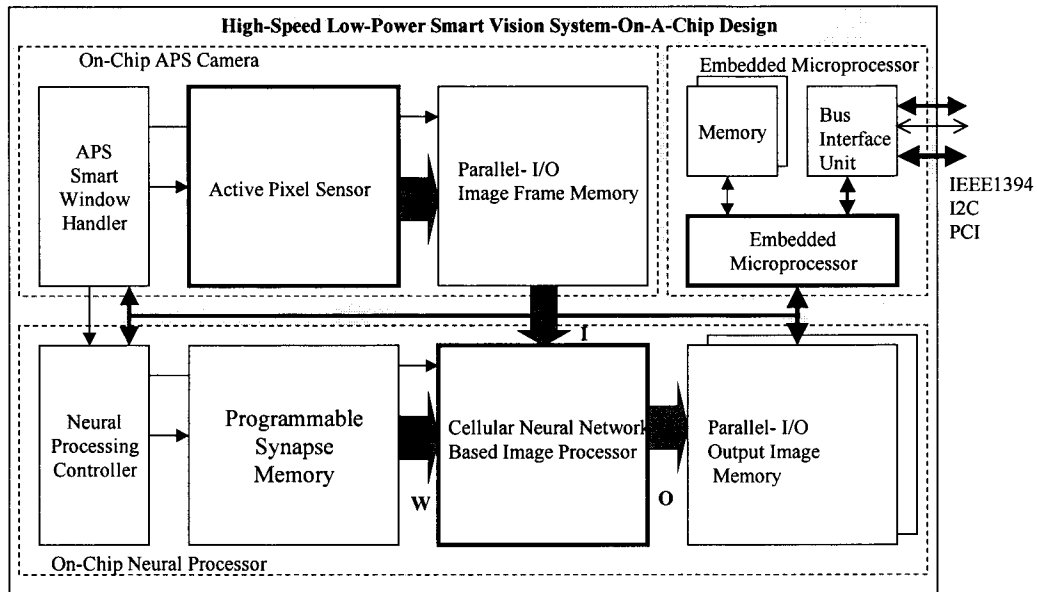 High-Speed Low-Power Smart Vision System-On-A-Chip Design
On-Chip APS Camera
Embedded Microprocessor
APS
Smart
Window
Handler
Active Pixel Sensor
Parallel- I/O
Image Frame Memory
Memory
Bus
Interface
Unit
Embedded
Microprocessor
IEEE1394
I2C
PCI
I
Neural
Processing
Controller
Programmable
Synapse
Memory
W
Cellular Neural Network
Based Image Processor
O
Parallel- I/O
Output Image
Memory
On-Chip Neural Processor